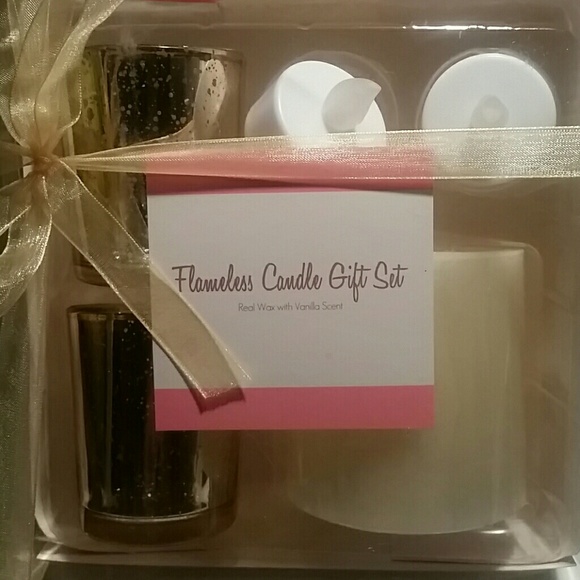 Flameless Candle Gift Set
Real Wax with Vanilla Scent